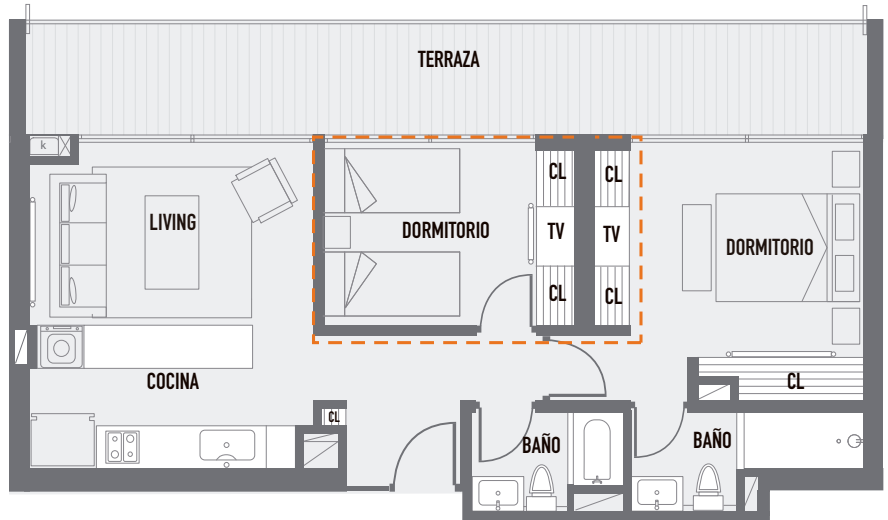 TERRAZA
k
CL
CL
LIVING
DORMITORIO
TV
TV
DORMITORIO
CL
CL
COCINA
CL
CL
BAÑO
BAÑO